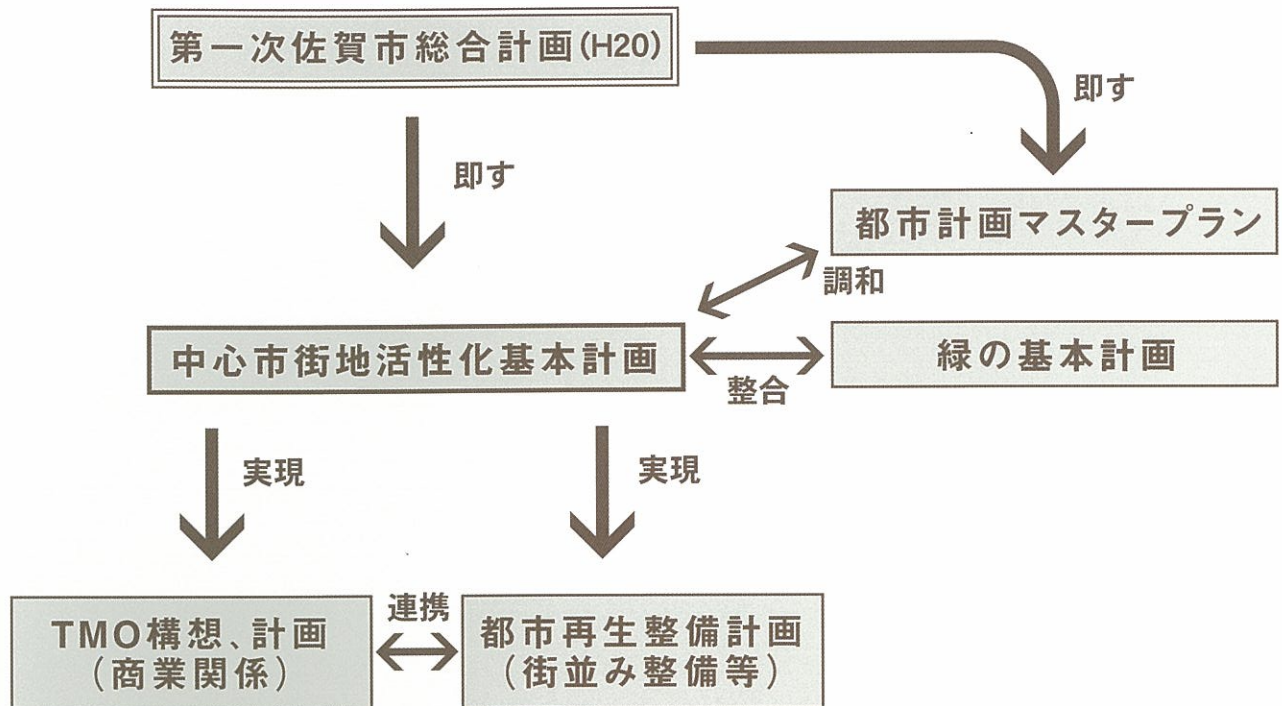 第一次佐賀市総合計画(H20)
即す
即す
都市計画マスタープラン
調和
中心市街地活性化基本計画
緑の基本計画
整合
実現
実現
TMO構想、計画
(商業関係)
連携
都市再生整備計画
(街並み整備等)